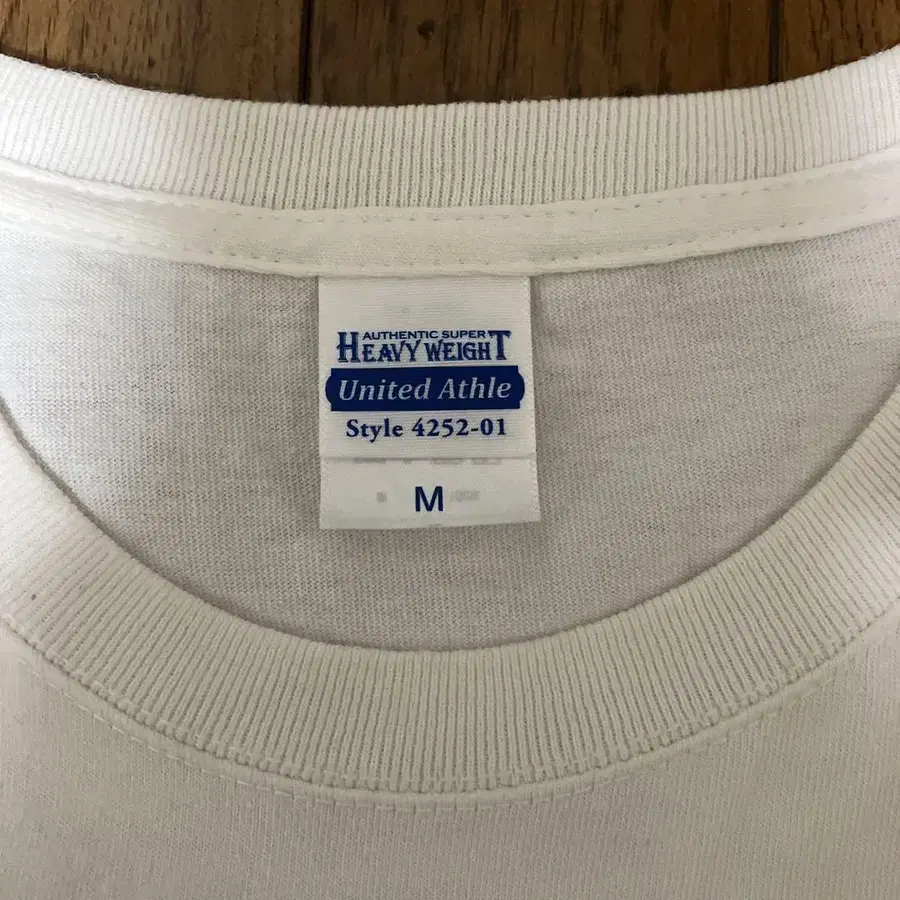 AUTHENTIC SUPER
HEAVY WEIGHT
United Athle
Style 4252-01
M